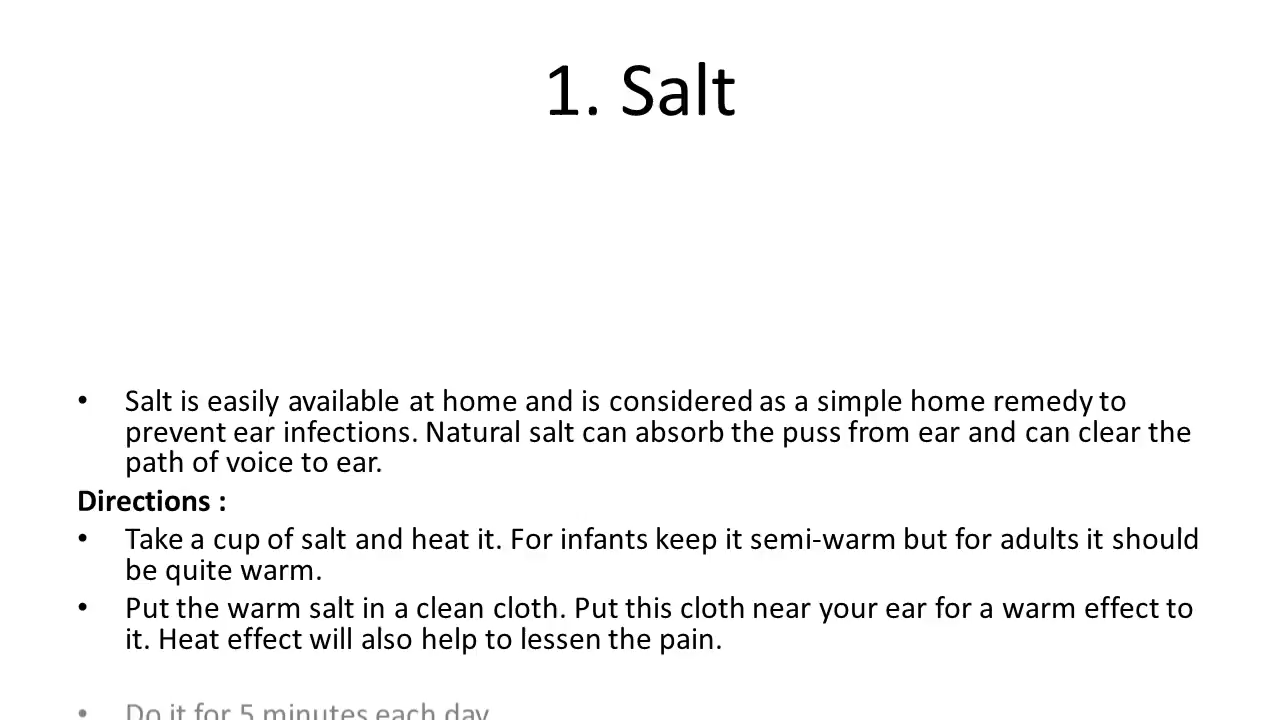 1. Salt
• Salt is easily available at home and is considered as a simple home remedy to
prevent ear infections. Natural salt can absorb the puss from ear and can clear the
path of voice to ear.
Directions :
• Take a cup of salt and heat it. For infants keep it semi-warm but for adults it should
be quite warm.
• Put the warm salt in a clean cloth. Put this cloth near your ear for a warm effect to
it. Heat effect will also help to lessen the pain.
• Do it for 5 minutes each day